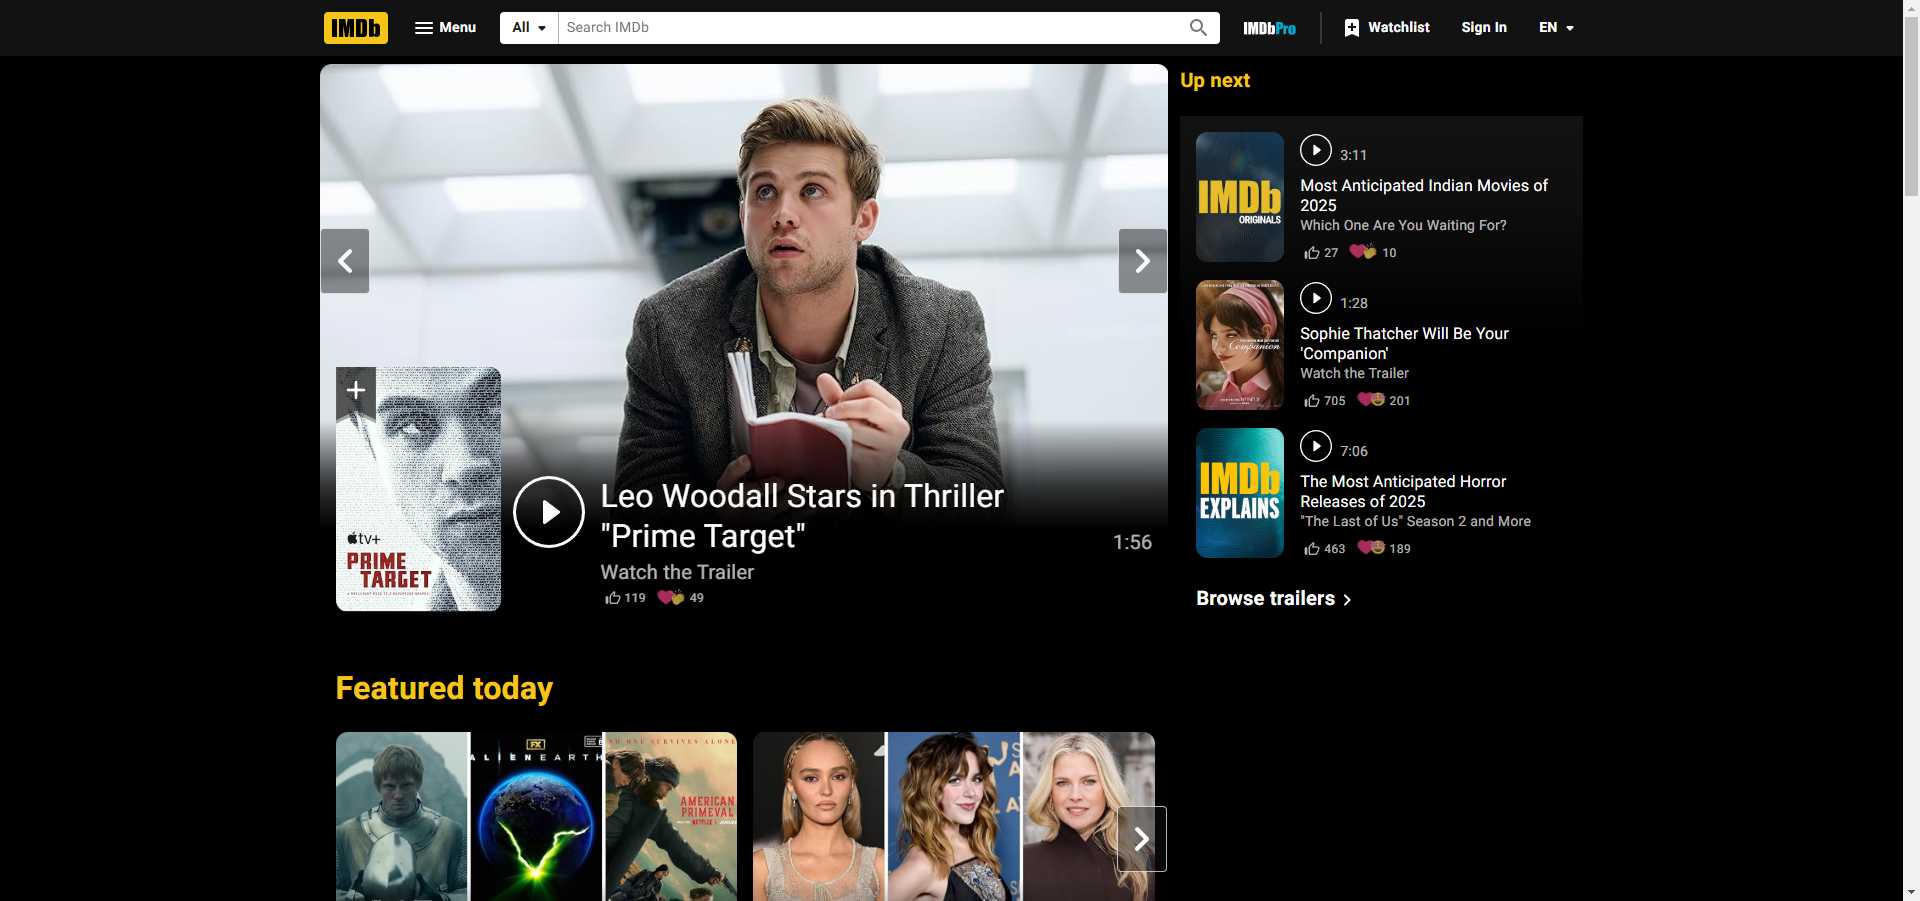 IMDb
Menu
All
Search IMDb
IMDbPro
Watchlist
Sign In
EN
Up next
IMDb
ORIGINALS
3:11
Most Anticipated Indian Movies of
2025
Which One Are You Waiting For?
27
10
Companion
1:28
Sophie Thatcher Will Be Your
'Companion'
Watch the Trailer
705
201
IMDb
EXPLAINS
7:06
The Most Anticipated Horror
Releases of 2025
"The Last of Us" Season 2 and More
463
189
Browse trailers
tv+
PRIME
TARGET
Leo Woodall Stars in Thriller
"Prime Target"
1:56
Watch the Trailer
119
49
Featured today
FX
ALIEN EARTH
NO ONE SURVIVES ALONE
AMERICAN
PRIMEVAL
NETFLIX